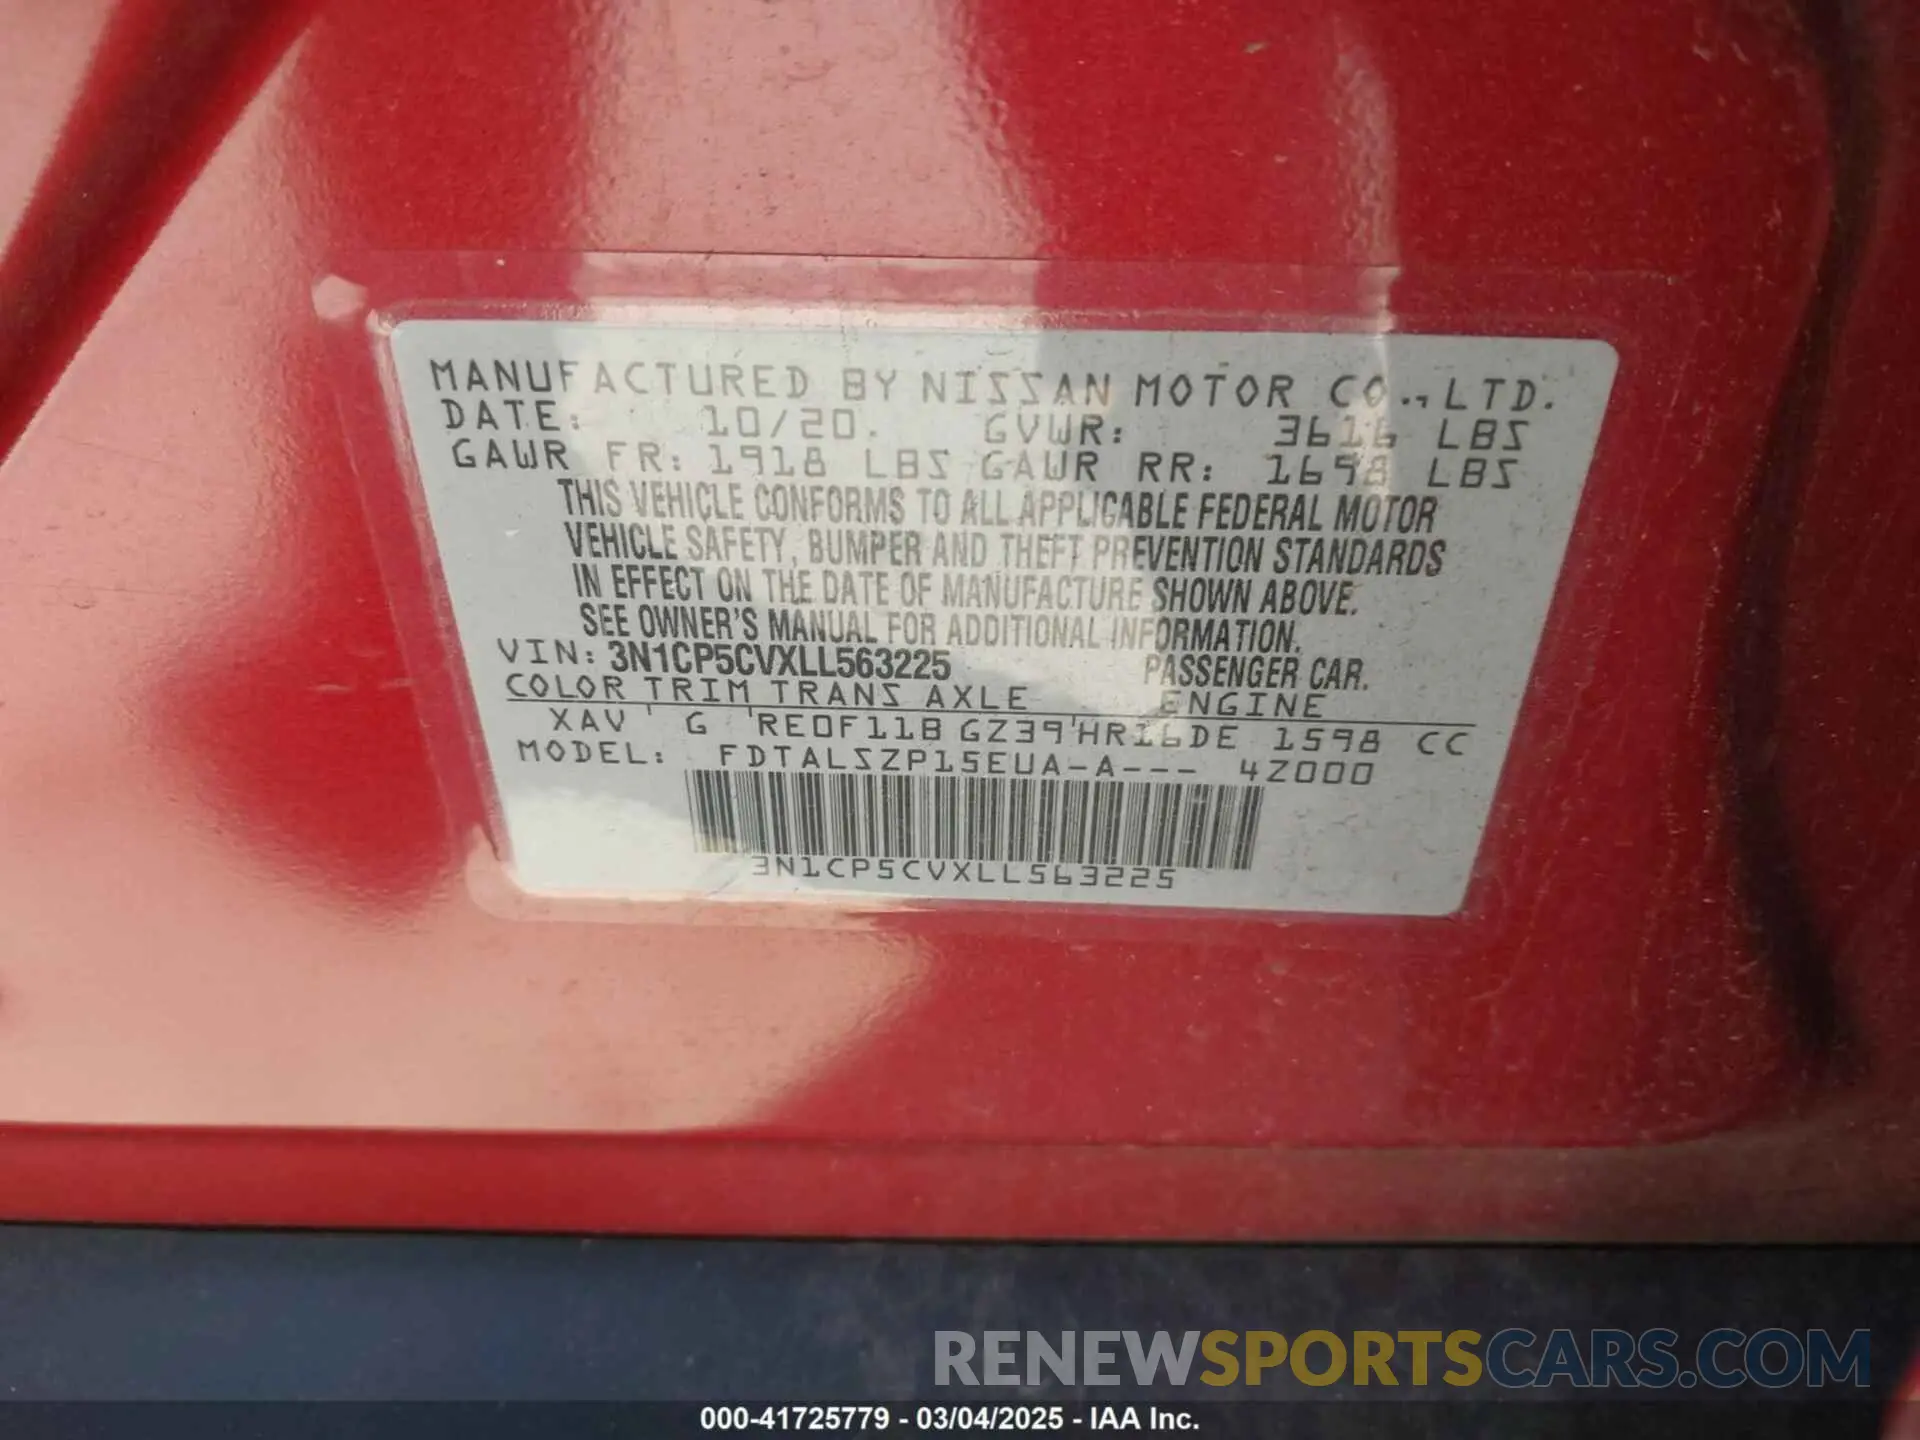 MANUFACTURED BY NISSAN MOTOR CO., LTD.
DATE: 10/20. GVWR: 3616 LBS
GAWR FR: 1918 LBS GAWR RR: 1698 LBS
THIS VEHICLE CONFORMS TO ALL APPLICABLE FEDERAL MOTOR
VEHICLE SAFETY, BUMPER AND THEFT PREVENTION STANDARDS
IN EFFECT ON THE DATE OF MANUFACTURE SHOWN ABOVE.
SEE OWNER'S MANUAL FOR ADDITIONAL INFORMATION.
VIN: 3N1CP5CVXLL563225 PASSENGER CAR.
COLOR TRIM TRANS AXLE ENGINE
XAV G RE0F11B GZ39 HR16DE 1598 CC
MODEL: FDTALSZP15EUA-A--- 4Z000
3N1CP5CVXLL563225
RENEWSPORTSCARS.COM
000-41725779 - 03/04/2025 - IAA Inc.